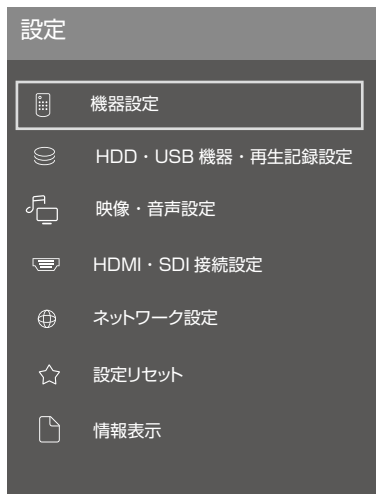 設定
機器設定
HDD・USB 機器・再生記録設定
映像・音声設定
HDMI・SDI 接続設定
ネットワーク設定
設定リセット
情報表示